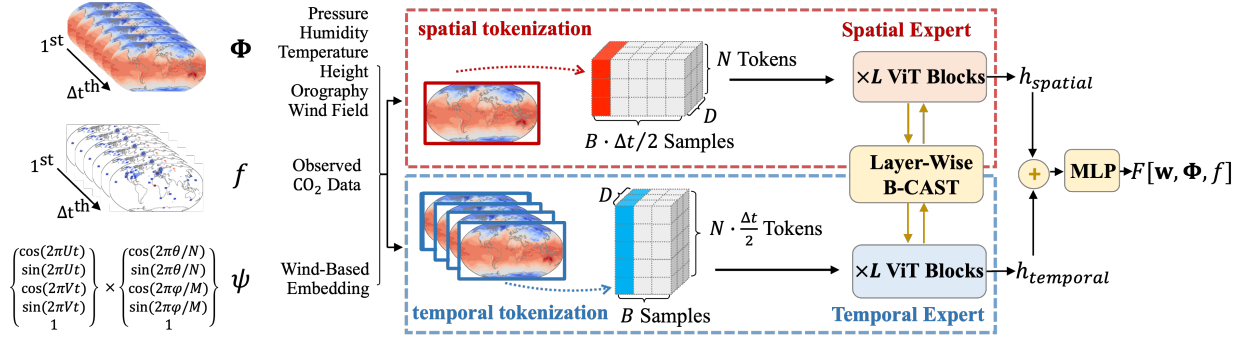 1st
Δtth
Φ
Pressure
Humidity
Temperature
Height
Orography
Wind Field
1st
Δtth
f
Observed
CO2 Data
cos(2πUt)
sin(2πUt)
cos(2πVt)
sin(2πVt)
1
×
cos(2πθ/N)
sin(2πθ/N)
cos(2πφ/M)
sin(2πφ/M)
1
ψ
Wind-Based
Embedding
spatial tokenization
N Tokens
D
B · Δt/2 Samples
Spatial Expert
×L ViT Blocks
h_spatial
Layer-Wise
B-CAST
+
MLP
F[w, Φ, f]
D
N · Δt/2 Tokens
B Samples
temporal tokenization
×L ViT Blocks
Temporal Expert
h_temporal